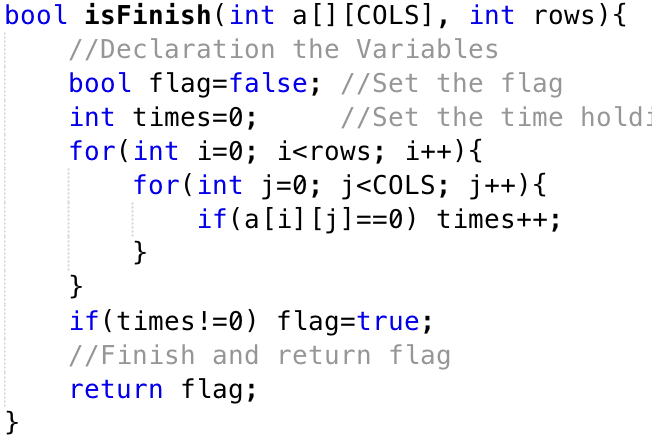 bool isFinish(int a[][COLS], int rows){
//Declaration the Variables
bool flag=false; //Set the flag
int times=0; //Set the time holdi
for(int i=0; i<rows; i++){
for(int j=0; j<COLS; j++){
if(a[i][j]==0) times++;
}
}
if(times!=0) flag=true;
//Finish and return flag
return flag;
}